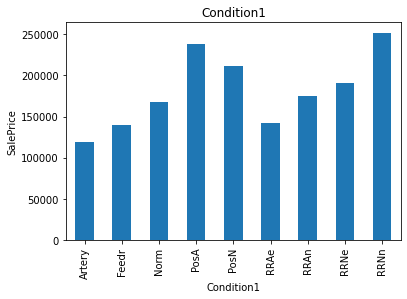 Condition1
SalePrice
250000
200000
150000
100000
50000
0
Artery Feedr Norm PosA PosN RRAe RRAn RRNe RRNn
Condition1